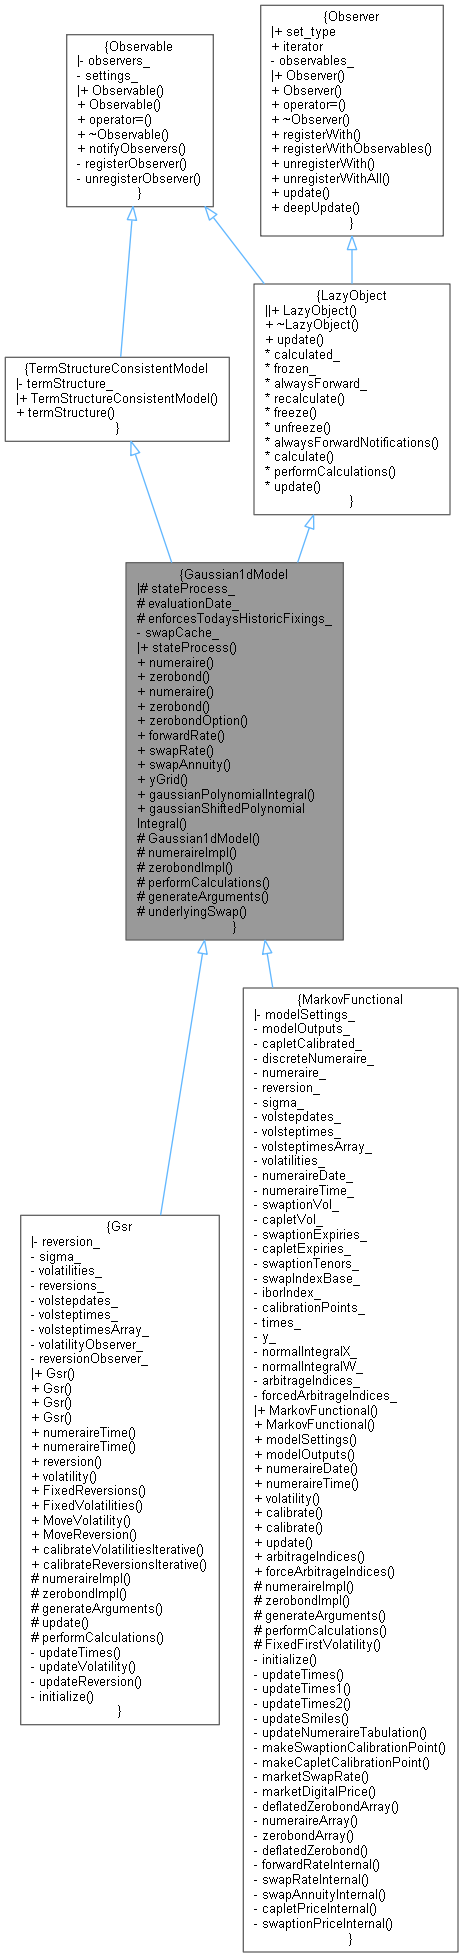 {Observable
|- observers_
- settings_
|+ Observable()
+ Observable()
+ operator=()
+ ~Observable()
+ notifyObservers()
- registerObserver()
- unregisterObserver()
}
{Observer
|+ set_type
+ iterator
- observables_
|+ Observer()
+ Observer()
+ operator=()
+ ~Observer()
+ registerWith()
+ registerWithObservables()
+ unregisterWith()
+ unregisterWithAll()
+ update()
+ deepUpdate()
}
{TermStructureConsistentModel
|- termStructure_
|+ TermStructureConsistentModel()
+ termStructure()
}
{LazyObject
||+ LazyObject()
+ ~LazyObject()
+ update()
* calculated_
* frozen_
* alwaysForward_
* recalculate()
* freeze()
* unfreeze()
* alwaysForwardNotifications()
* calculate()
* performCalculations()
* update()
}
{Gaussian1dModel
|# stateProcess_
# evaluationDate_
# enforcesTodaysHistoricFixings_
- swapCache_
|+ stateProcess()
+ numeraire()
+ zerobond()
+ numeraire()
+ zerobond()
+ zerobondOption()
+ forwardRate()
+ swapRate()
+ swapAnnuity()
+ yGrid()
+ gaussianPolynomialIntegral()
+ gaussianShiftedPolynomial
Integral()
# Gaussian1dModel()
# numeraireImpl()
# zerobondImpl()
# performCalculations()
# generateArguments()
# underlyingSwap()
}
{Gsr
|- reversion_
- sigma_
- volatilities_
- reversions_
- volstepdates_
- volsteptimes_
- volsteptimesArray_
- volatilityObserver_
- reversionObserver_
|+ Gsr()
+ Gsr()
+ Gsr()
+ Gsr()
+ numeraireTime()
+ numeraireTime()
+ reversion()
+ volatility()
+ FixedReversions()
+ FixedVolatilities()
+ MoveVolatility()
+ MoveReversion()
+ calibrateVolatilitiesIterative()
+ calibrateReversionsIterative()
# numeraireImpl()
# zerobondImpl()
# generateArguments()
# update()
# performCalculations()
- updateTimes()
- updateVolatility()
- updateReversion()
- initialize()
}
{MarkovFunctional
|- modelSettings_
- modelOutputs_
- capletCalibrated_
- discreteNumeraire_
- numeraire_
- reversion_
- sigma_
- volstepdates_
- volsteptimes_
- volsteptimesArray_
- volatilities_
- numeraireDate_
- numeraireTime_
- swaptionVol_
- capletVol_
- swaptionExpiries_
- capletExpiries_
- swaptionTenors_
- swapIndexBase_
- iborIndex_
- calibrationPoints_
- times_
- y_
- normalIntegralX_
- normalIntegralW_
- arbitrageIndices_
- forcedArbitrageIndices_
|+ MarkovFunctional()
+ MarkovFunctional()
+ modelSettings()
+ modelOutputs()
+ numeraireDate()
+ numeraireTime()
+ volatility()
+ calibrate()
+ calibrate()
+ update()
+ arbitrageIndices()
+ forceArbitrageIndices()
# numeraireImpl()
# zerobondImpl()
# generateArguments()
# performCalculations()
# FixedFirstVolatility()
- initialize()
- updateTimes()
- updateTimes1()
- updateTimes2()
- updateSmiles()
- updateNumeraireTabulation()
- makeSwaptionCalibrationPoint()
- makeCapletCalibrationPoint()
- marketSwapRate()
- marketDigitalPrice()
- deflatedZerobondArray()
- numeraireArray()
- zerobondArray()
- deflatedZerobond()
- forwardRateInternal()
- swapRateInternal()
- swapAnnuityInternal()
- capletPriceInternal()
- swaptionPriceInternal()
}